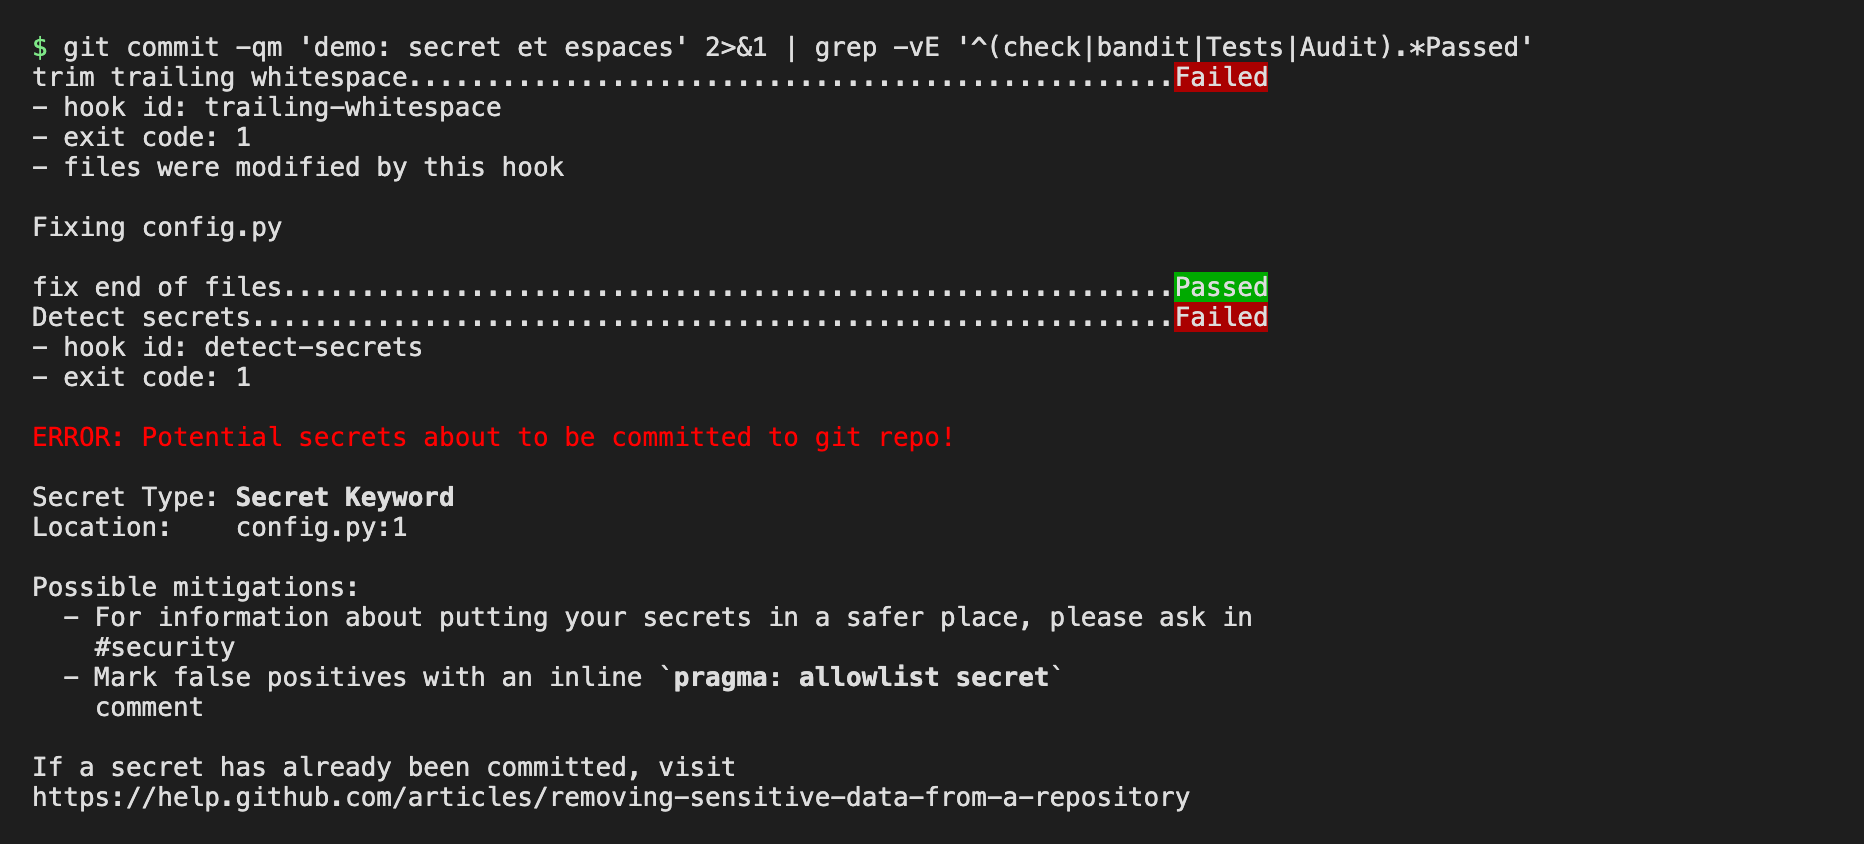 $ git commit -qm 'demo: secret et espaces' 2>&1 | grep -vE '^(check|bandit|Tests|Audit).*Passed'
trim trailing whitespace.................................................Failed
- hook id: trailing-whitespace
- exit code: 1
- files were modified by this hook

Fixing config.py

fix end of files.........................................................Passed
Detect secrets...........................................................Failed
- hook id: detect-secrets
- exit code: 1

ERROR: Potential secrets about to be committed to git repo!

Secret Type: Secret Keyword
Location:    config.py:1

Possible mitigations:
  - For information about putting your secrets in a safer place, please ask in
    #security
  - Mark false positives with an inline `pragma: allowlist secret`
    comment

If a secret has already been committed, visit
https://help.github.com/articles/removing-sensitive-data-from-a-repository